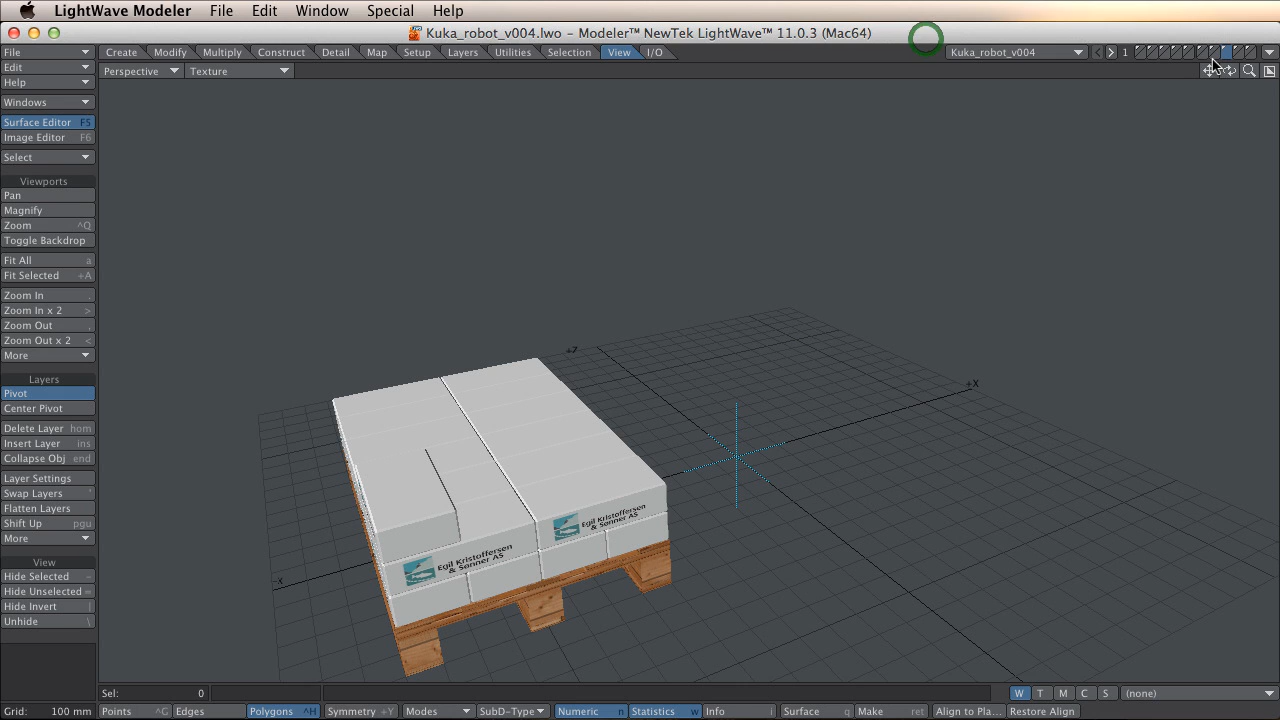 LightWave Modeler File Edit Window Special Help
Kuka_robot_v004.lwo – Modeler™ NewTek LightWave™ 11.0.3 (Mac64)
File Create Modify Multiply Construct Detail Map Setup Layers Utilities Selection View I/O Kuka_robot_v004 < > 1
Edit Perspective Texture
Help
Windows
Surface Editor F5
Image Editor F6
Select
Viewports
Pan
Magnify
Zoom ^Q
Toggle Backdrop
Fit All a
Fit Selected +A
Zoom In .
Zoom In x 2 >
Zoom Out ,
Zoom Out x 2 <
More
Layers
Pivot
Center Pivot
Delete Layer hom
Insert Layer ins
Collapse Obj end
Layer Settings
Swap Layers '
Flatten Layers
Shift Up pgu
More
View
Hide Selected -
Hide Unselected =
Hide Invert |
Unhide \
+Z
+X
-X
Egil Kristoffersen
& Sønner AS
Egil Kristoffersen
& Sønner AS
Sel: 0 W T M C S (none)
Grid: 100 mm Points ^G Edges Polygons ^H Symmetry +Y Modes SubD-Type Numeric n Statistics w Info i Surface q Make ret Align to Pla... Restore Align